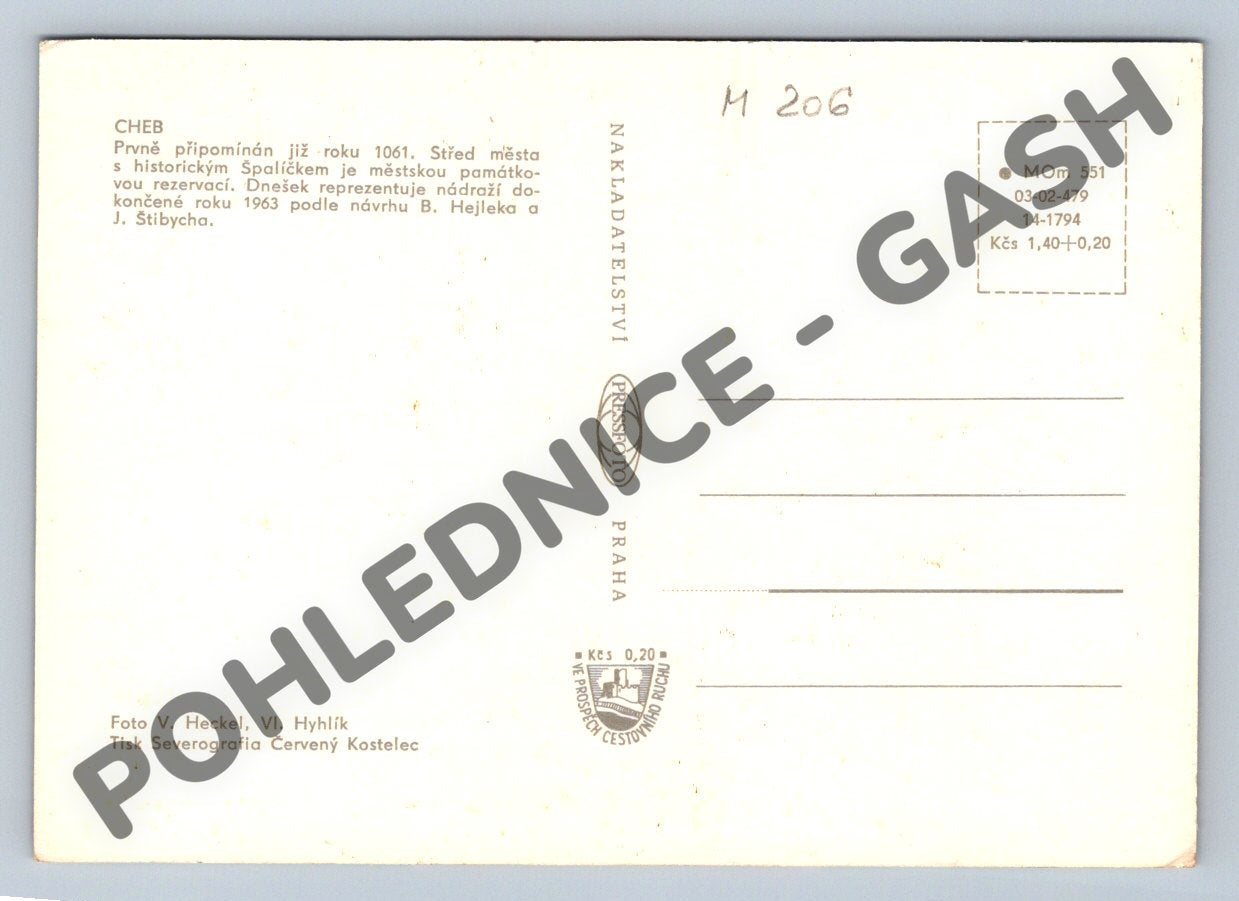 CHEB
Prvně připomínán již roku 1061. Střed města
s historickým Špalíčkem je městskou památko-
vou rezervací. Dnešek reprezentuje nádraží do-
končené roku 1963 podle návrhu B. Hejleka a
J. Štibycha.
Foto V. Heckel, Vl. Hyhlík
Tisk Severografia Červený Kostelec
NAKLADATELSTVÍ
PRESSFOTO
PRAHA
Kčs 0,20
VE PROSPĚCH CESTOVNÍHO RUCHU
M 206
MOm 551
03-02-479
14-1794
Kčs 1,40+0,20
POHLEDNICE - GASH